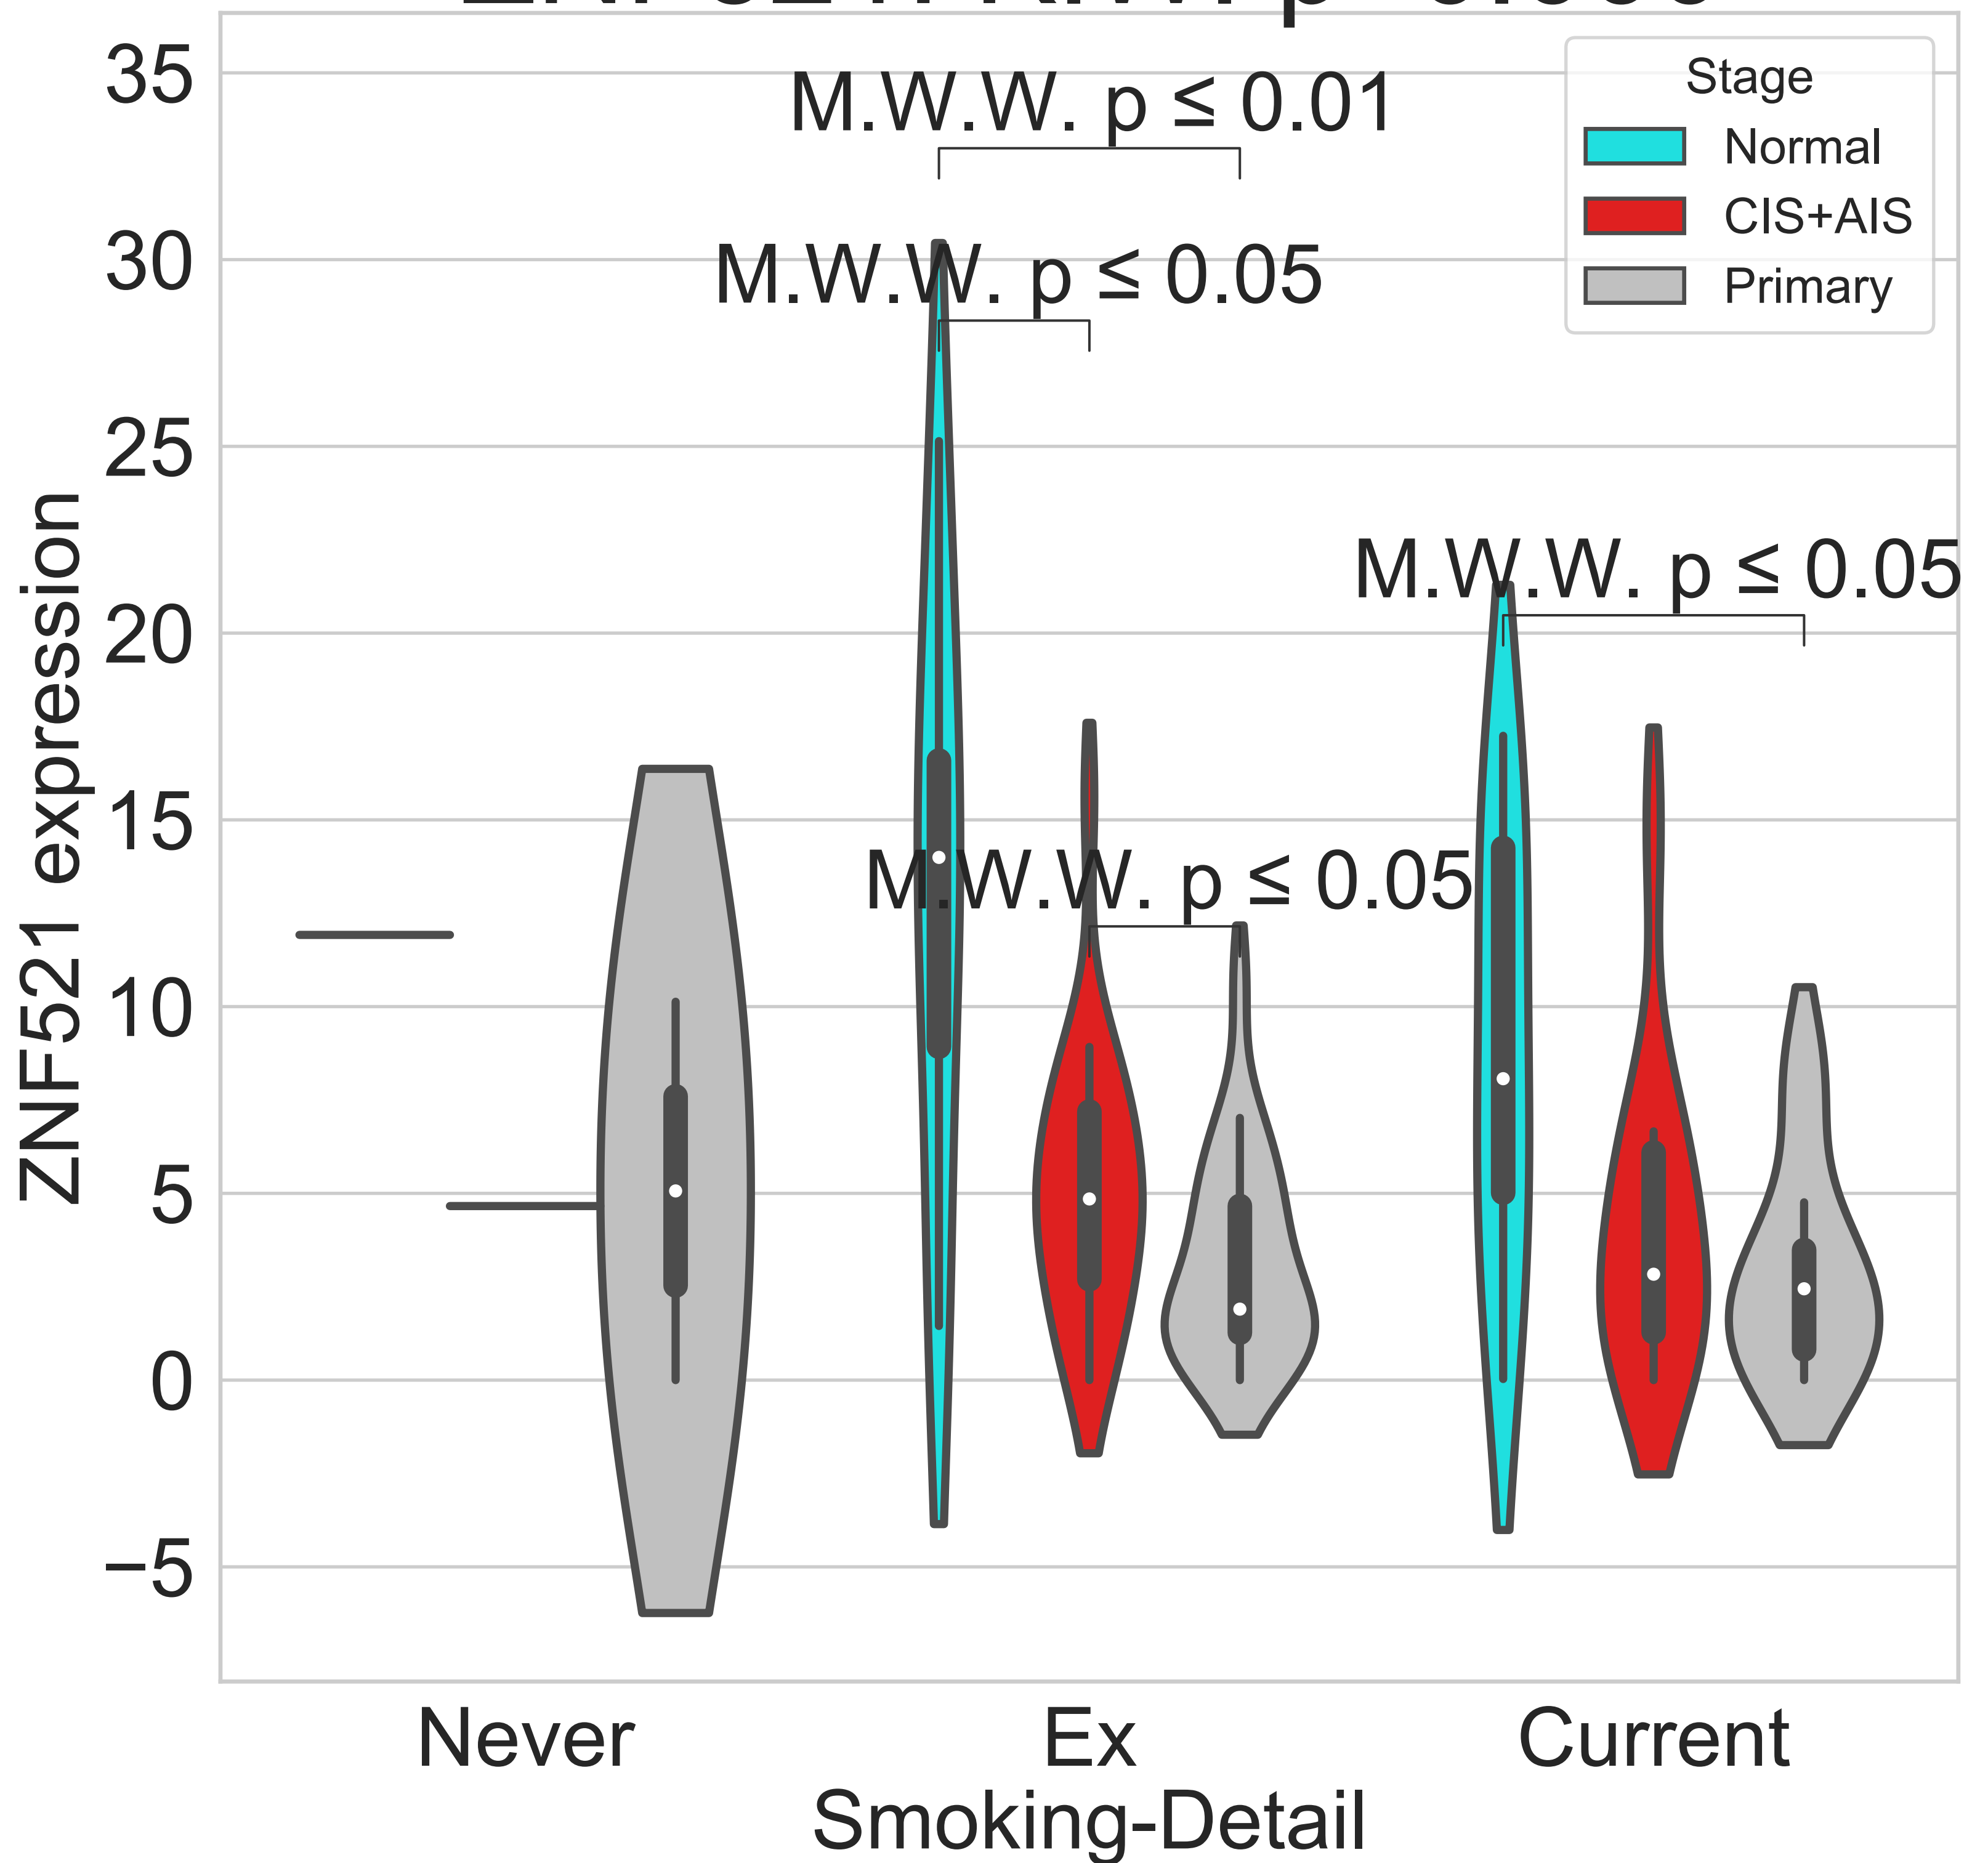 35
30
25
20
15
10
5
0
−5
ZNF521 expression
M.W.W. p ≤ 0.01
M.W.W. p ≤ 0.05
M.W.W. p ≤ 0.05
M.W.W. p ≤ 0.05
Stage
Normal
CIS+AIS
Primary
Never
Ex
Current
Smoking-Detail